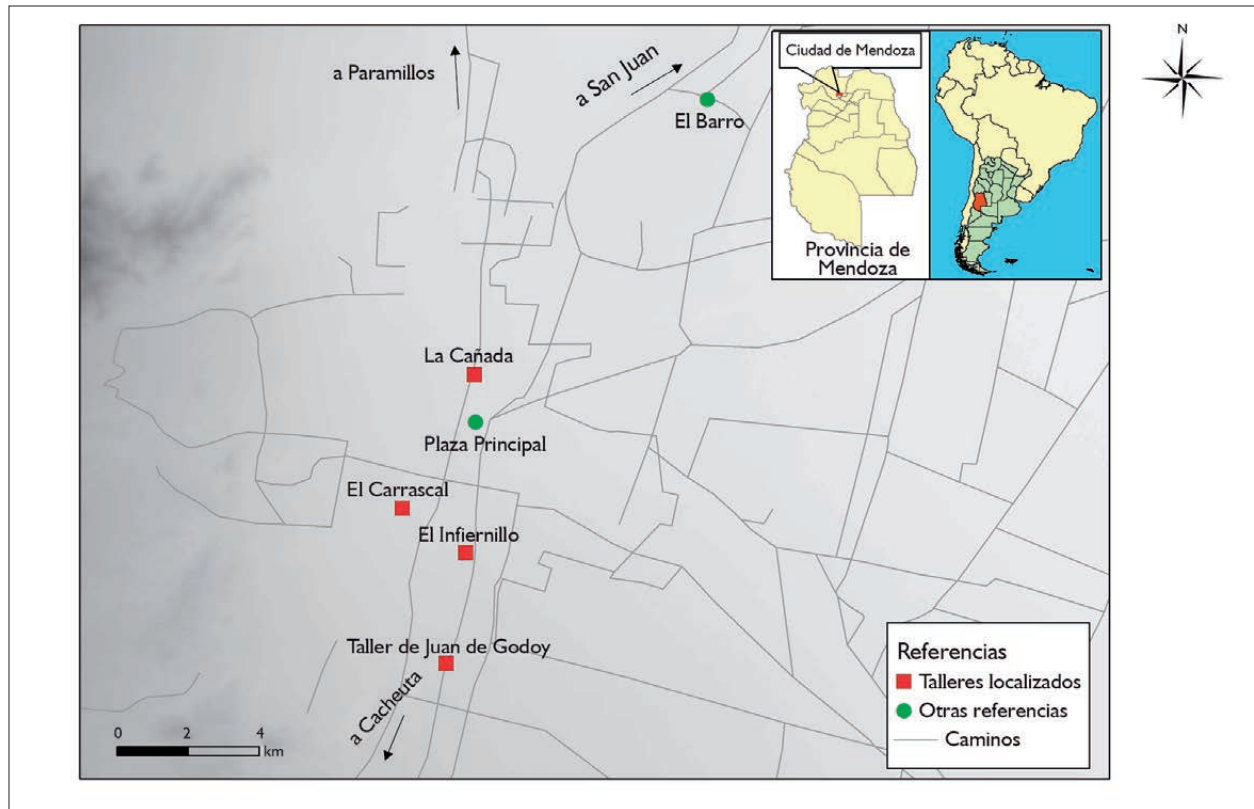 N
Ciudad de Mendoza
a Paramillos
a San Juan
El Barro
Provincia de
Mendoza
La Cañada
Plaza Principal
El Carrascal
El Infiernillo
Taller de Juan de Godoy
a Cacheuta
0 2 4
km
Referencias
Talleres localizados
Otras referencias
Caminos